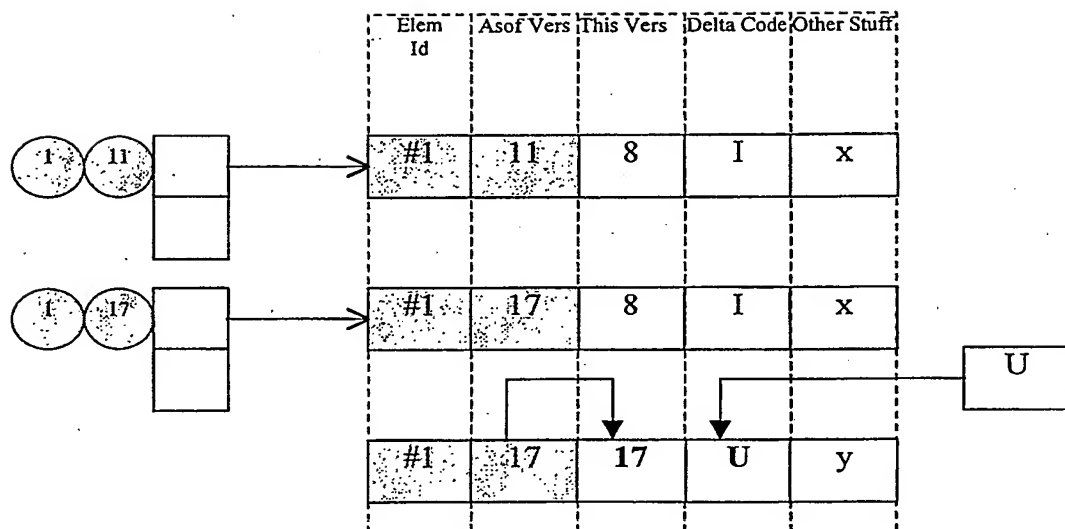 Elem Id Asof Vers This Vers Delta Code Other Stuff
1 11 #1 11 8 I x
1 17 #1 17 8 I x
U
#1 17 17 U y